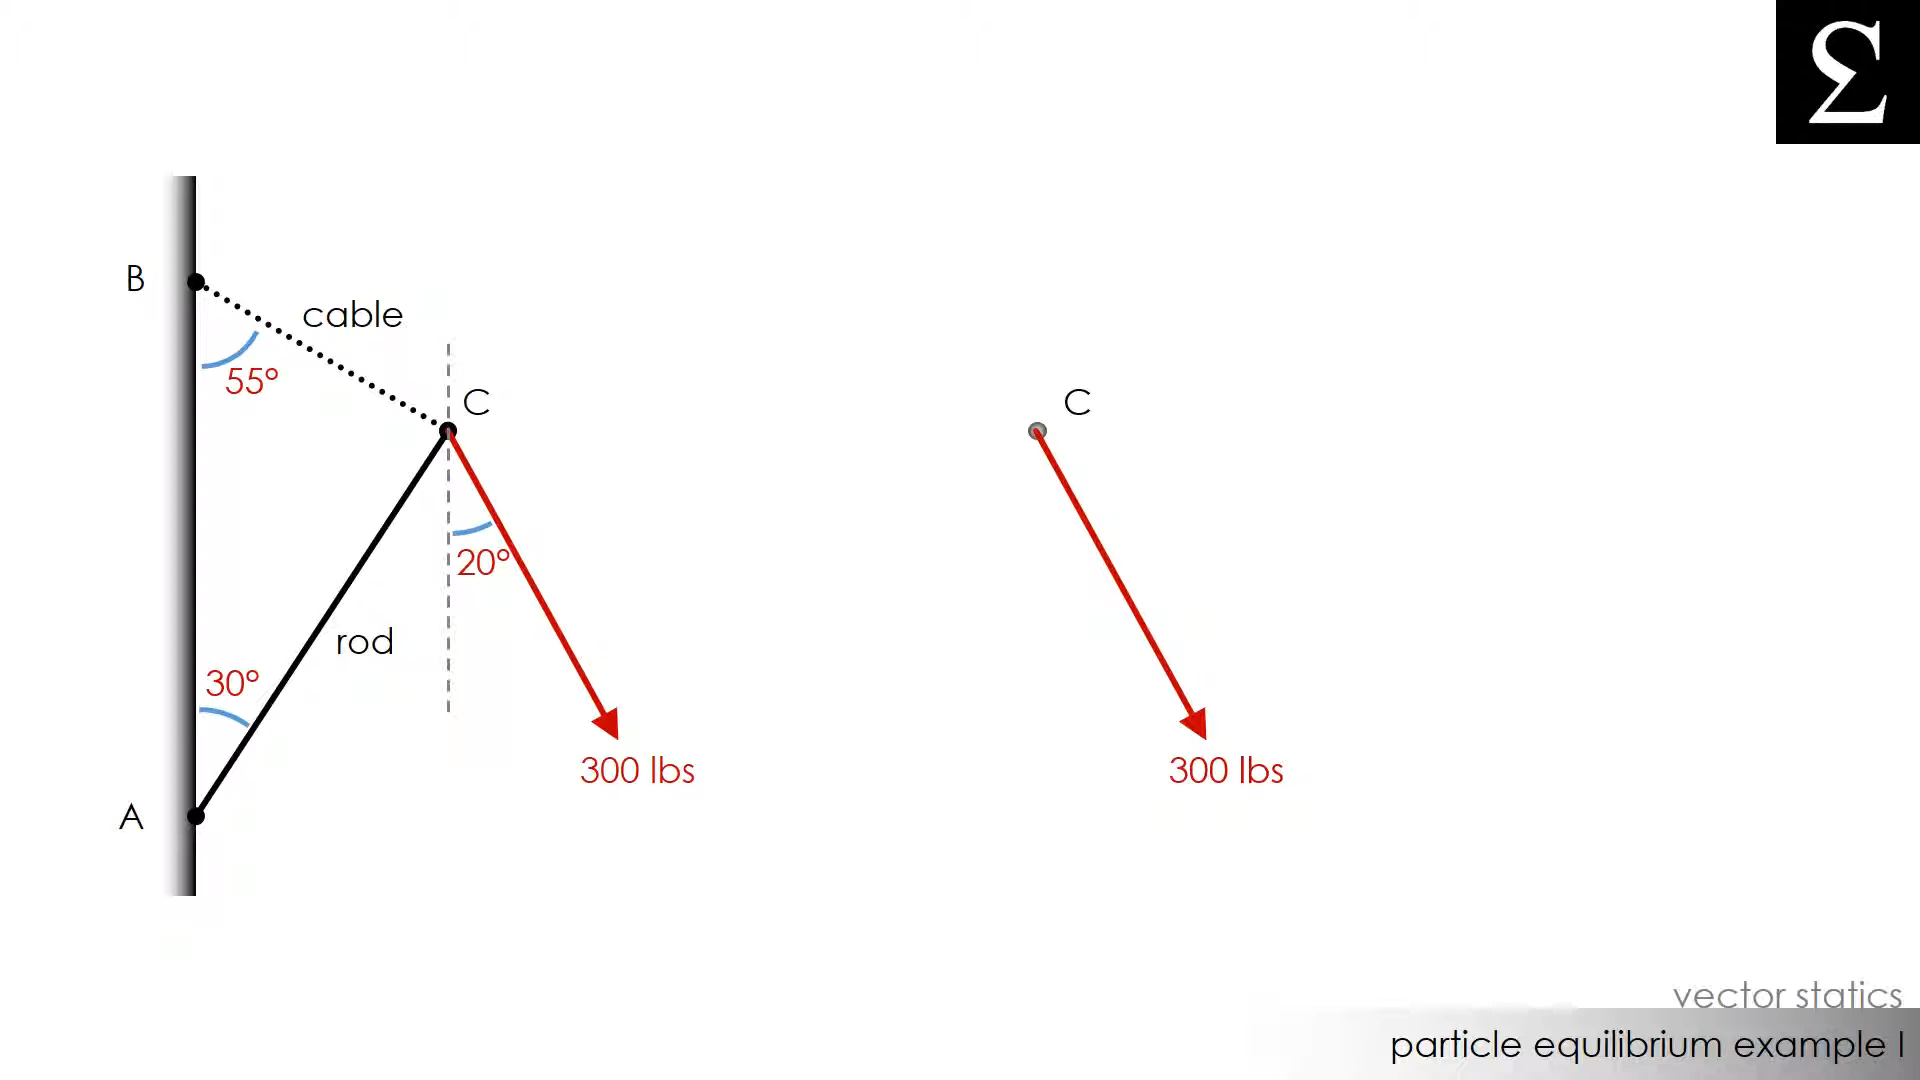 Σ
B
cable
55°
C
C
20°
rod
30°
300 lbs
300 lbs
A
vector statics
particle equilibrium example I